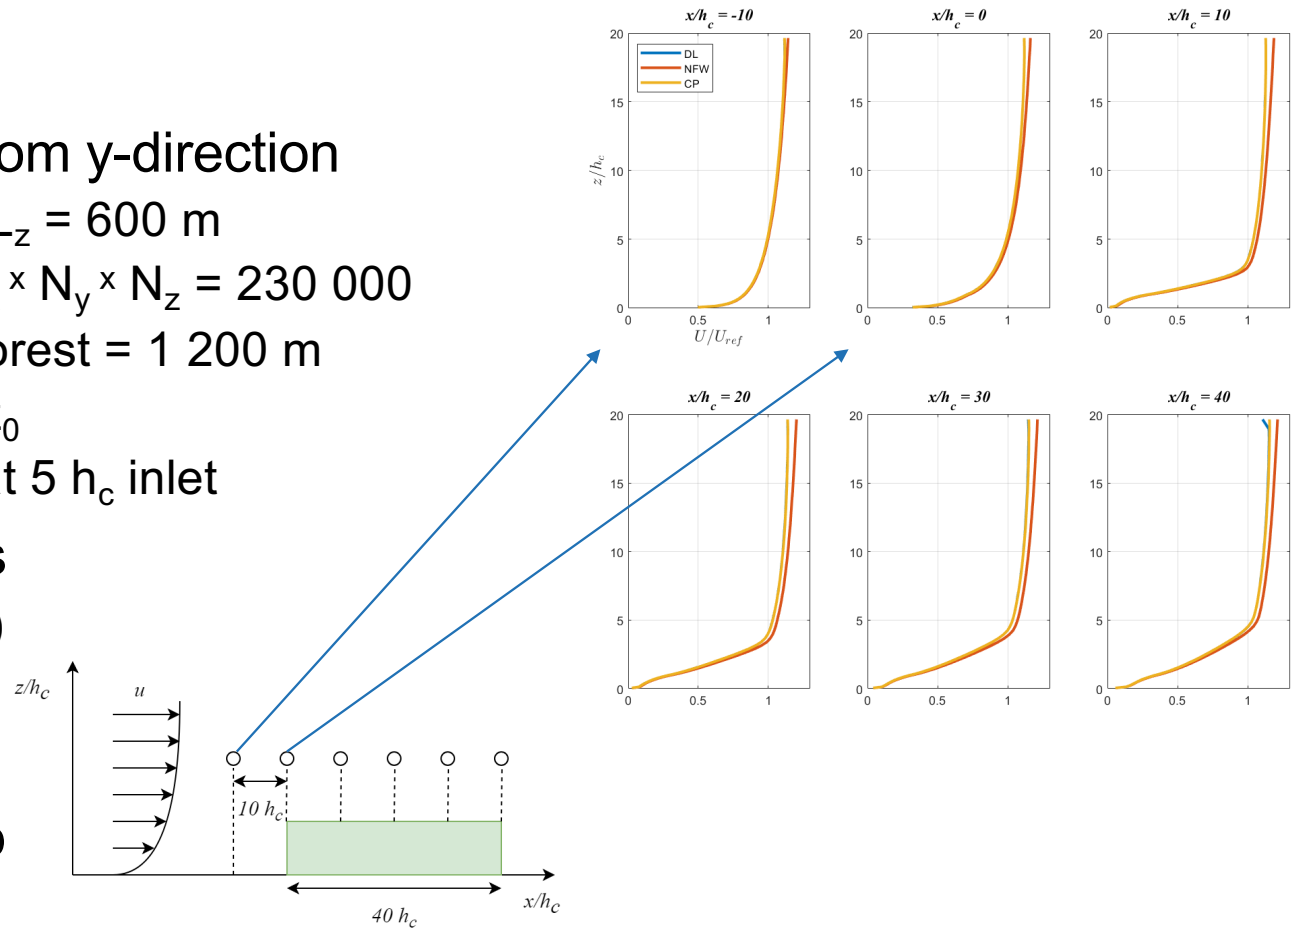 om y-direction
-z = 600 m
x Ny x Nz = 230 000
orest = 1 200 m
0
t 5 hc inlet
s
)
z/hc
u
10 hc
40 hc
x/hc
x/hc = -10
20
15
10
5
0
0
0.5
1
z/hc
U/Uref
DL
NFW
CP
x/hc = 0
20
15
10
5
0
0
0.5
1
x/hc = 10
20
15
10
5
0
0
0.5
1
x/hc = 20
20
15
10
5
0
0
0.5
1
x/hc = 30
20
15
10
5
0
0
0.5
1
x/hc = 40
20
15
10
5
0
0
0.5
1